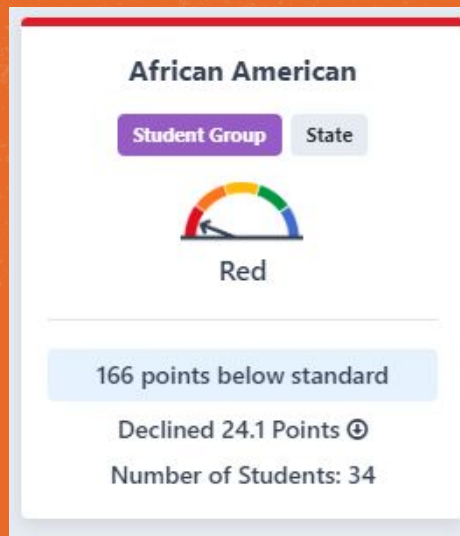 African American
Student Group State
Red
166 points below standard
Declined 24.1 Points
Number of Students: 34